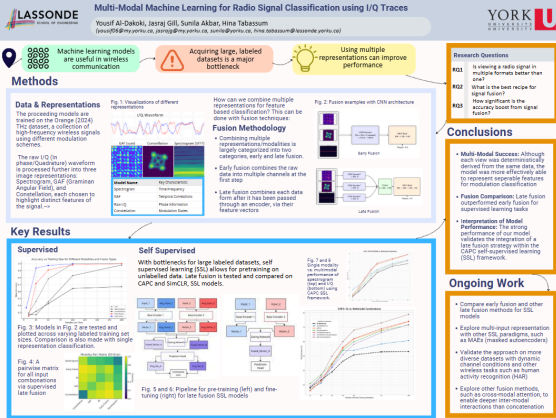 LASSONDE
SCHOOL OF ENGINEERING
Multi-Modal Machine Learning for Radio Signal Classification using I/Q Traces
Yousif Al-Dakoki, Jasraj Gill, Sunila Akbar, Hina Tabassum
YORK
UNIVERSITÉ
UNIVERSITY
Machine learning models
are useful in wireless
communication
Acquiring large, labeled
datasets is a major
bottleneck
Using multiple
representations can improve
performance
Research Questions
RQ1 Is viewing a radio signal in
multiple formats better than
one?
RQ2 What is the best recipe for
signal fusion?
RQ3 How significant is the
accuracy boost from signal
fusion?
Methods
Data & Representations
The proceeding models are
trained on the Orange (2024)
THz dataset, a collection of
high-frequency wireless signals
using different modulation
schemes.
The raw I/Q (In
phase/Quadrature) waveform
is processed further into three
image representations:
Spectrogram, GAF (Gramian
Angular Field), and
Constellation, each chosen to
highlight distinct features of
the signal.
Fig. 1: Visualizations of different
representations
I/Q Waveform
GAF
Constellation
Spectrogram
Model Name Key Characteristic
Spectrogram Time-Frequency
GAF Temporal Correlations
Raw I/Q Phase Information
Constellation Modulation States
How can we combine multiple
representations for feature
based classification? This can be
done with fusion techniques:
Fusion Methodology
• Combining multiple
representations/modalities is
largely categorized into two
categories, early and late fusion.
• Early fusion combines the raw
data into multiple channels at the
first step.
• Late fusion combines each data
form after it has been passed
through an encoder, via their
feature vectors
Fig. 2: Fusion examples with CNN architecture
Early Fusion
Late Fusion
Conclusions
• Multi-Modal Success: Although
each view was deterministically
derived from the same data, the
model was more effectively able
to represent seperable features
for modulation classification
• Fusion Comparison: Late fusion
outperformed early fusion for
supervised learning tasks
• Interpretation of Model
Performance: The strong
performance of our models
validates the integration of a late
fusion strategy within the CAPC
self-supervised learning (SSL)
framework.
Key Results
Supervised
Fig. 3: Models in Fig. 2 are tested and
plotted across varying labeled training set
sizes. Comparison is also made with single
representation classification.
Fig. 4: A
pairwise matrix
for all input
combinations
via supervised
late fusion
Self Supervised
With bottlenecks for large labeled datasets, self
supervised learning (SSL) allows for pretraining on
unlabelled data. Late fusion is tested and compared on
CAPC and SimCLR, SSL models.
Fig. 5 and 6: Pipeline for pre-training (left) and fine-
tuning (right) for late fusion SSL models
Fig. 7 and 8:
Single modality
vs. multimodal
performance of
spectrogram
(top) and I/Q
(bottom) using
CAPC SSL
framework.
Ongoing Work
• Compare early fusion and other
late fusion methods for SSL
models
• Explore multi-input representation
with other SSL paradigms, such
as MAEs (masked autoencoders)
• Validate the approach on more
diverse datasets with dynamic
channel conditions and other
wireless tasks such as human
activity recognition (HAR)
• Explore other fusion methods,
such as cross-modal attention, to
enable deeper inter-modal
interactions than concatenation